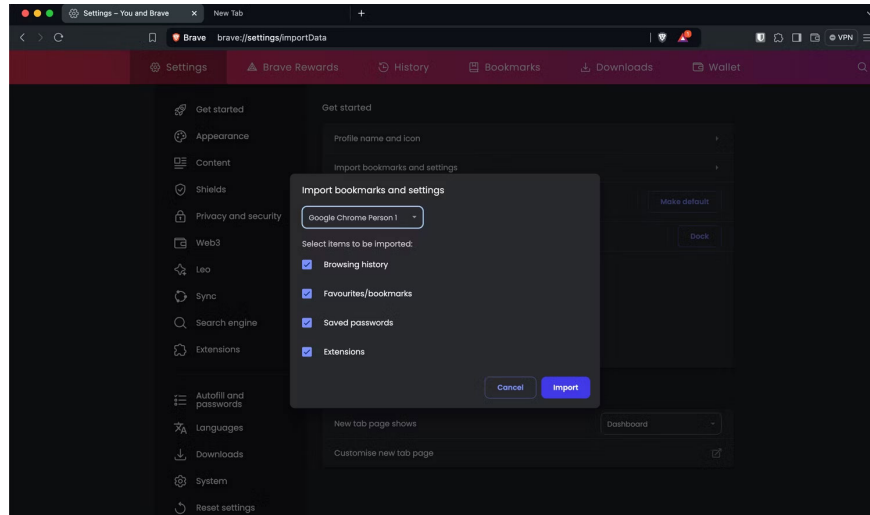 Settings – You and Brave
New Tab
Brave brave://settings/importData
VPN
Settings
Brave Rewards
History
Bookmarks
Downloads
Wallet
Get started
Appearance
Content
Shields
Privacy and security
Web3
Leo
Sync
Search engine
Extensions
Autofill and
passwords
Languages
Downloads
System
Reset settings
Get started
Profile name and icon
Import bookmarks and settings
Make default
Dock
Import bookmarks and settings
Google Chrome Person 1
Select items to be imported:
Browsing history
Favourites/bookmarks
Saved passwords
Extensions
Cancel
Import
New tab page shows
Dashboard
Customise new tab page